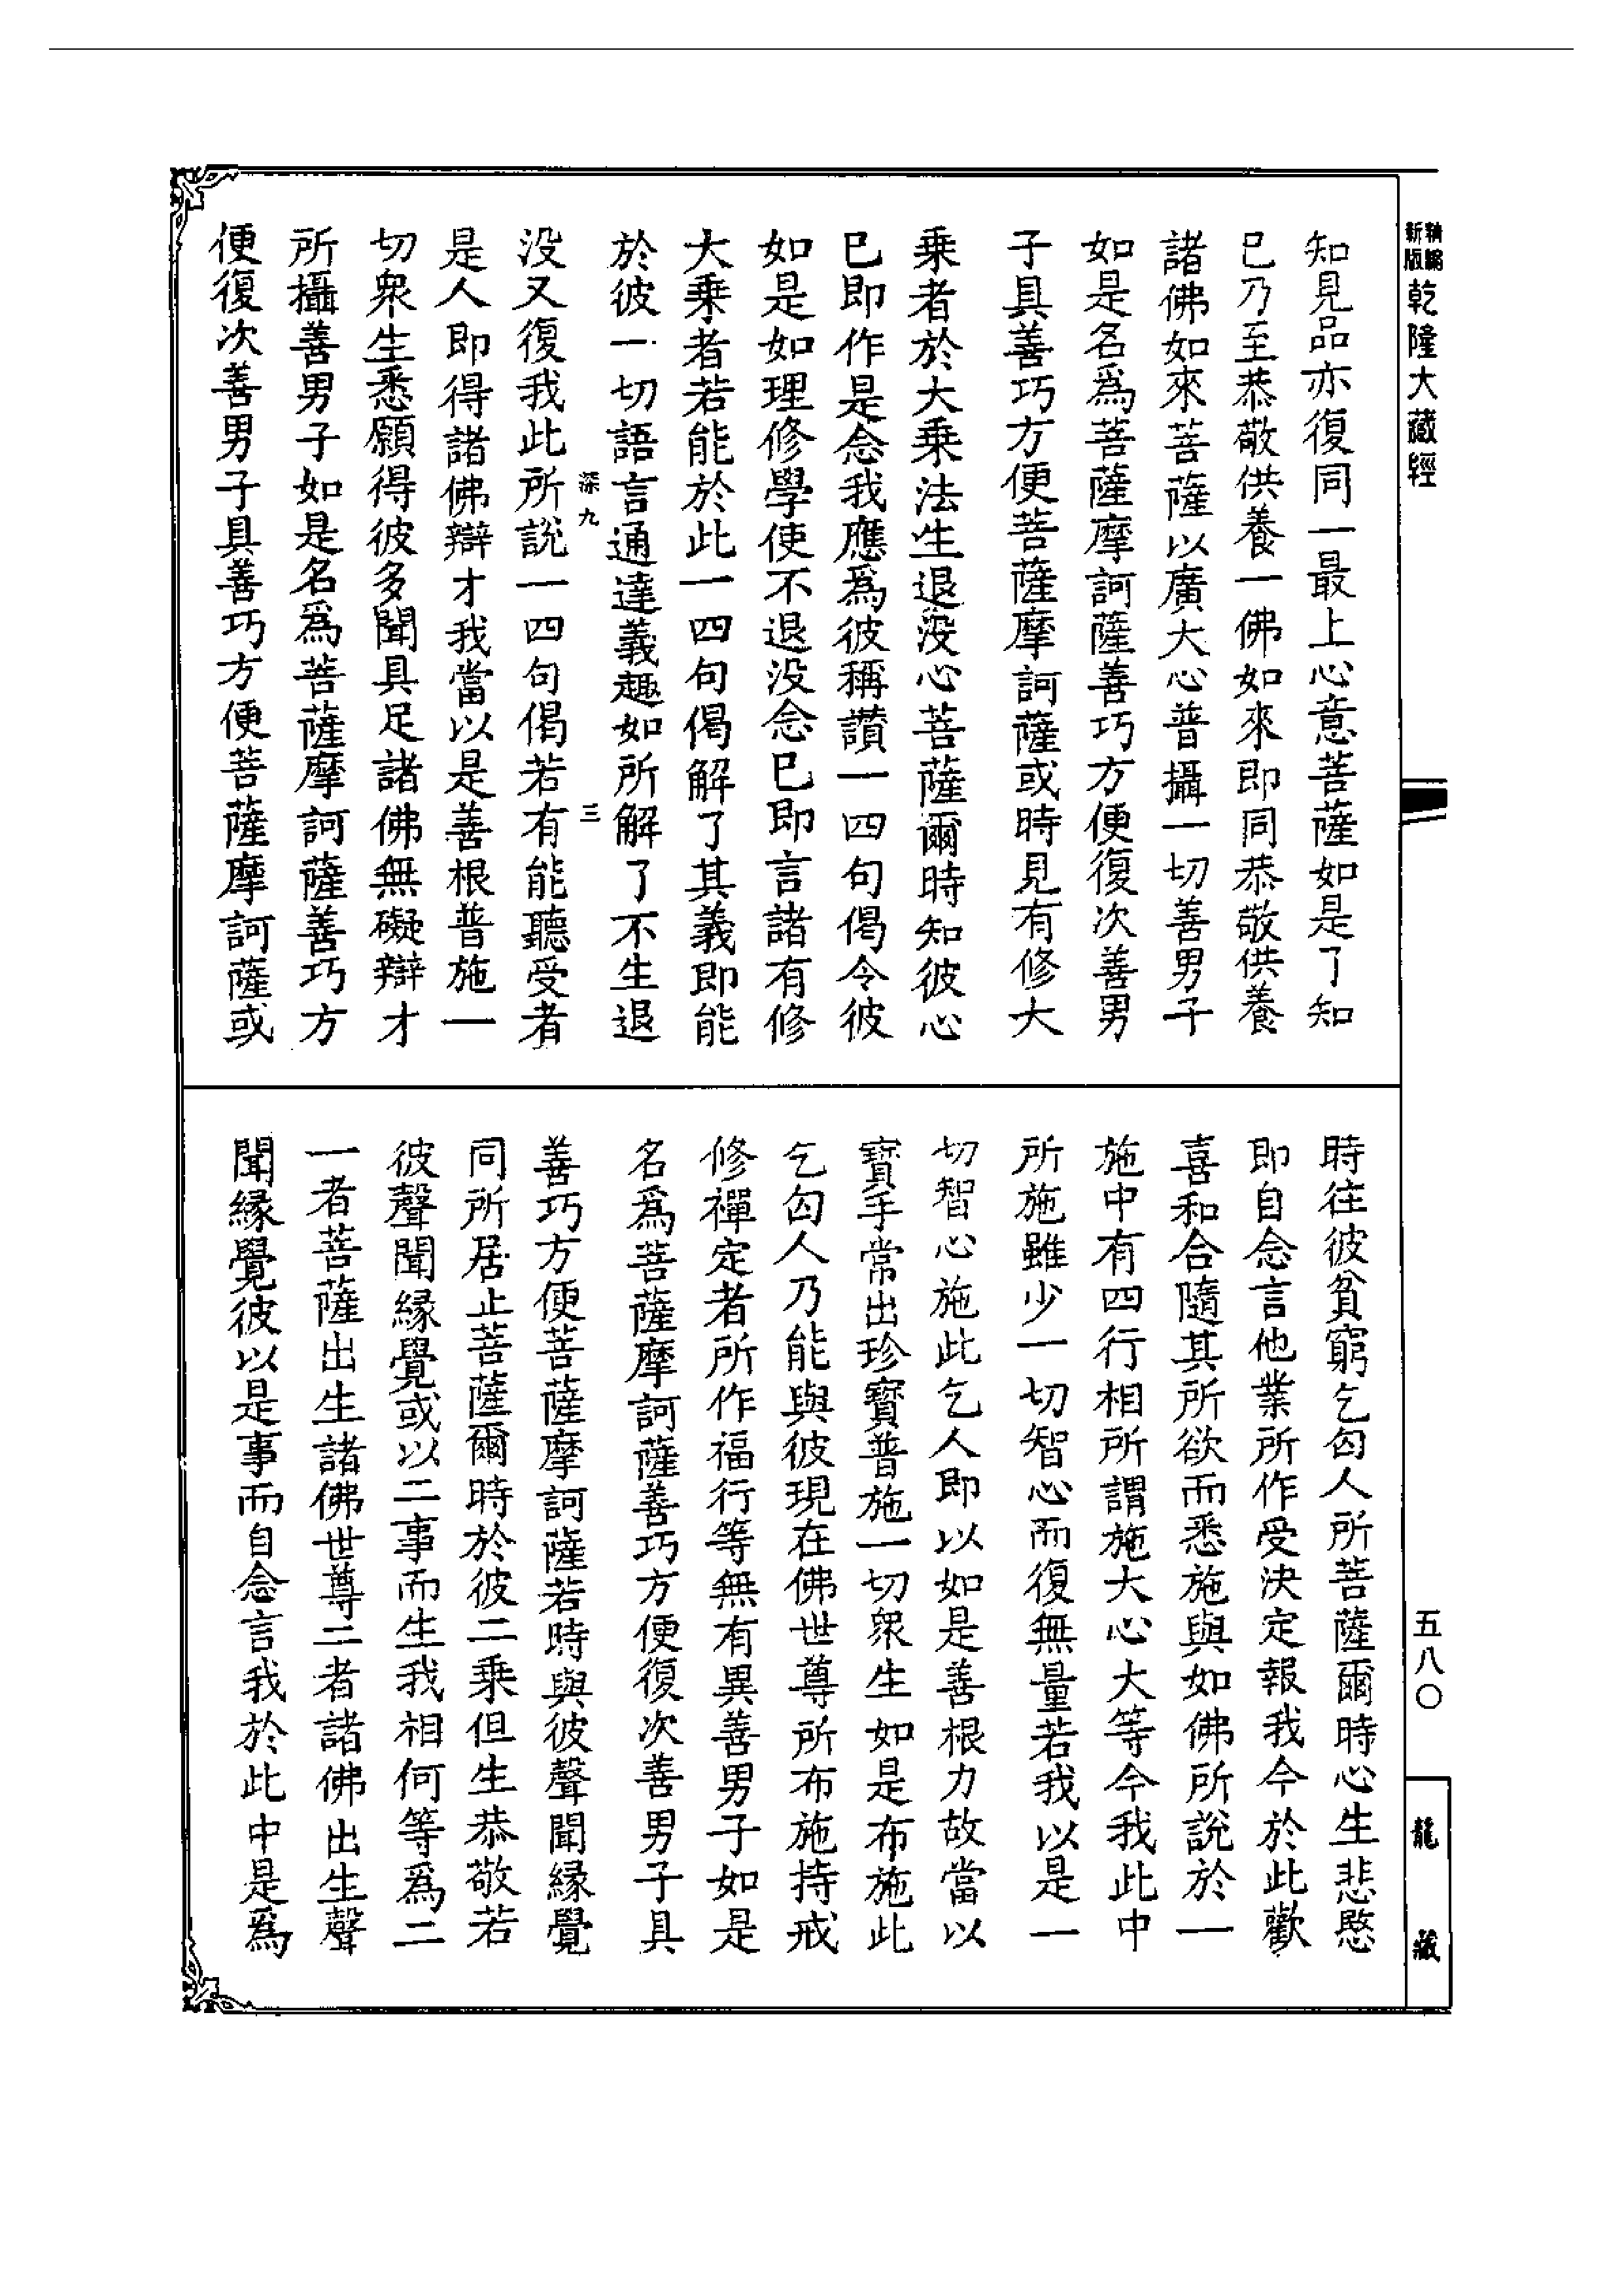 新編
新版
乾隆大藏經
知見品亦復同一最上心意菩薩如是了知
已乃至恭敬供養一佛如來即同恭敬供養
諸佛如來菩薩以廣大心普攝一切善男子
如是名爲菩薩摩訶薩善巧方便復次善男
子具善巧方便菩薩摩訶薩或時見有修大
乘者於大乘法生退没心菩薩爾時知彼心
已即作是念我應爲彼稱讚一四句偈令彼
如是如理修學使不退没念已即言諸有修
大乘者若能於此一四句偈解了其義即能
於彼一切語言通達義趣如所解了不生退
深九
三
没又復我此所説一四句偈若有能聽受者
是人即得諸佛辯才我當以是善根普施一
切衆生悉願得彼多聞具足諸佛無礙辯才
所攝善男子如是名爲菩薩摩訶薩善巧方
便復次善男子具善巧方便菩薩摩訶薩或
時往彼貧窮乞匃人所菩薩爾時心生悲愍
即自念言他業所作受決定報我今於此歡
喜和合隨其所欲而悉施與如佛所說於一
施中有四行相所謂施大心大等今我此中
所施雖少一切智心而復無量若我以是一
切智心施此乞人即以如是善根力故當以
寶手常出珍寶普施一切衆生如是布施此
乞匃人乃能與彼現在佛世尊所布施持戒
修禪定者所作福行等無有異善男子如是
名爲菩薩摩訶薩善巧方便復次善男子具
善巧方便菩薩摩訶薩若時與彼聲聞緣覺
同所居止菩薩爾時於彼二乘但生恭敬若
彼聲聞緣覺或以二事而生我相何等爲二
一者菩薩出生諸佛世尊二者諸佛出生聲
聞緣覺彼以是事而自念言我於此中是爲
五八〇
龍藏